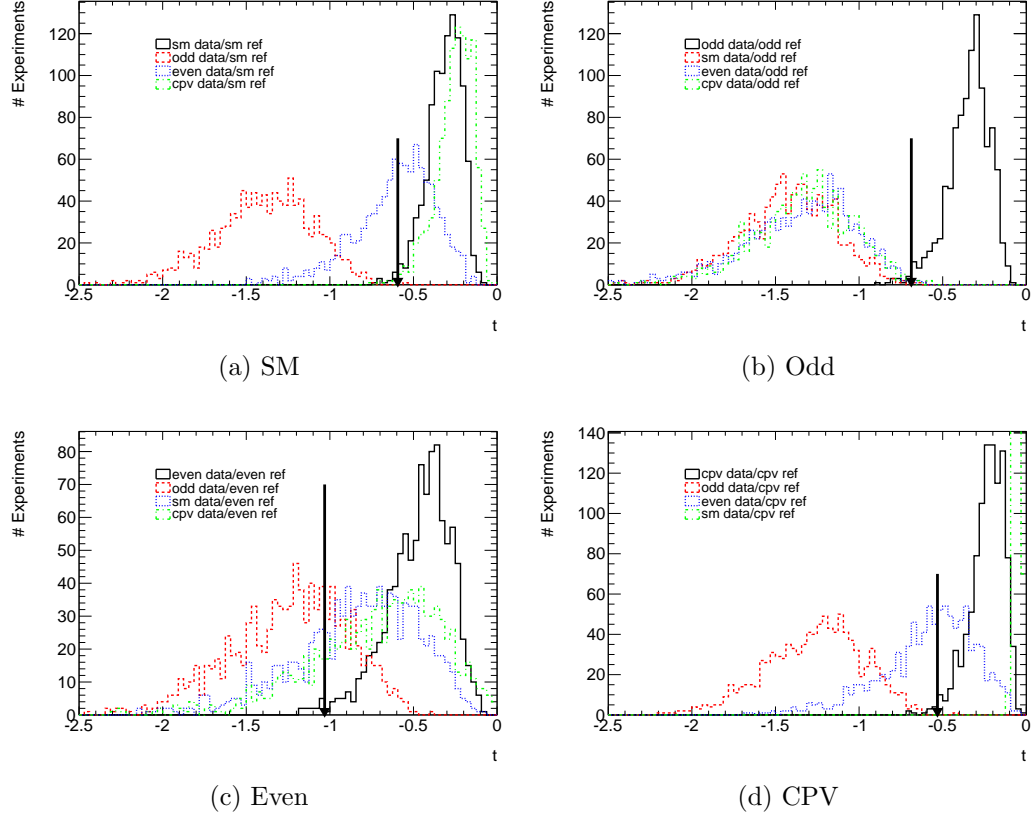 # Experiments
120
100
80
60
40
20
0
sm data/sm ref
odd data/sm ref
even data/sm ref
cpv data/sm ref
-2.5 -2 -1.5 -1 -0.5 0
t
(a) SM
# Experiments
120
100
80
60
40
20
0
odd data/odd ref
sm data/odd ref
even data/odd ref
cpv data/odd ref
-2.5 -2 -1.5 -1 -0.5 0
t
(b) Odd
# Experiments
80
70
60
50
40
30
20
10
0
even data/even ref
odd data/even ref
sm data/even ref
cpv data/even ref
-2.5 -2 -1.5 -1 -0.5 0
t
(c) Even
# Experiments
140
120
100
80
60
40
20
0
cpv data/cpv ref
odd data/cpv ref
even data/cpv ref
sm data/cpv ref
-2.5 -2 -1.5 -1 -0.5 0
t
(d) CPV